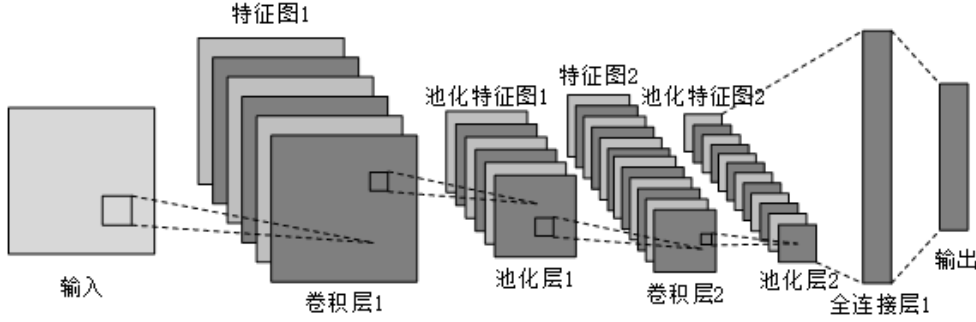 特征图1
特征图2
池化特征图1
池化特征图2
输入
卷积层1
池化层1
卷积层2
池化层2
全连接层1
输出